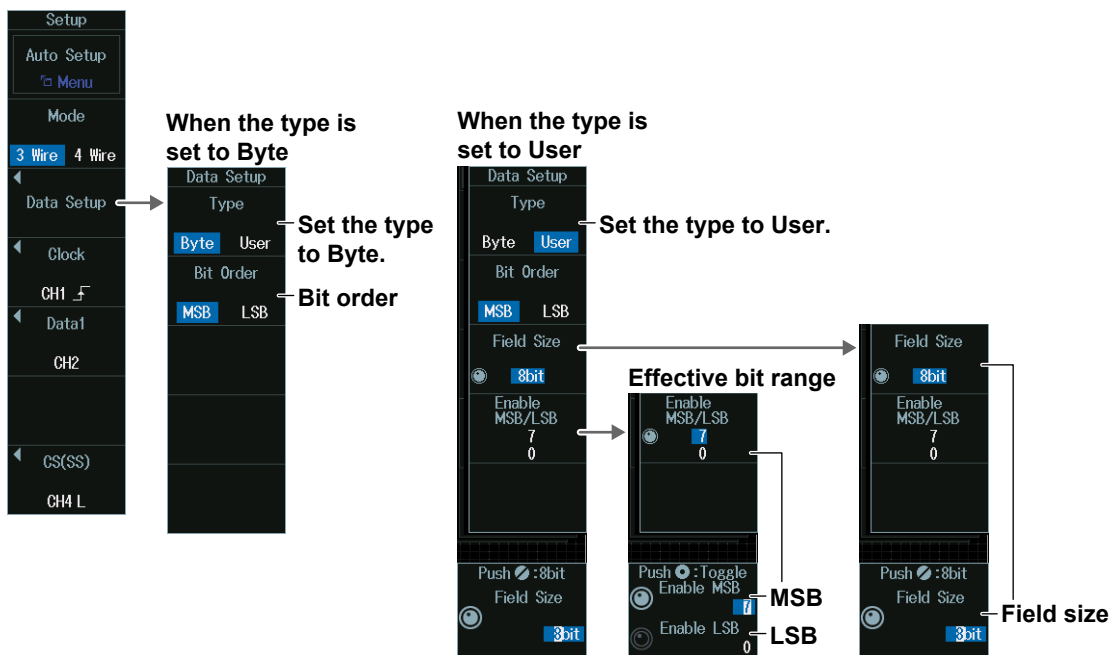 Setup
Auto Setup
Menu
Mode
3 Wire 4 Wire
Data Setup
Clock
CH1
Data1
CH2
CS(SS)
CH4 L
When the type is
set to Byte
Data Setup
Type
Byte User
Bit Order
MSB LSB
Set the type
to Byte.
Bit order
When the type is
set to User
Data Setup
Type
Byte User
Bit Order
MSB LSB
Field Size
8bit
Enable
MSB/LSB
7
0
Push :8bit
Field Size
8bit
Set the type to User.
Effective bit range
Enable
MSB/LSB
7
0
Push :Toggle
Enable MSB
7
Enable LSB
0
MSB
LSB
Field Size
8bit
Enable
MSB/LSB
7
0
Push :8bit
Field Size
8bit
Field size